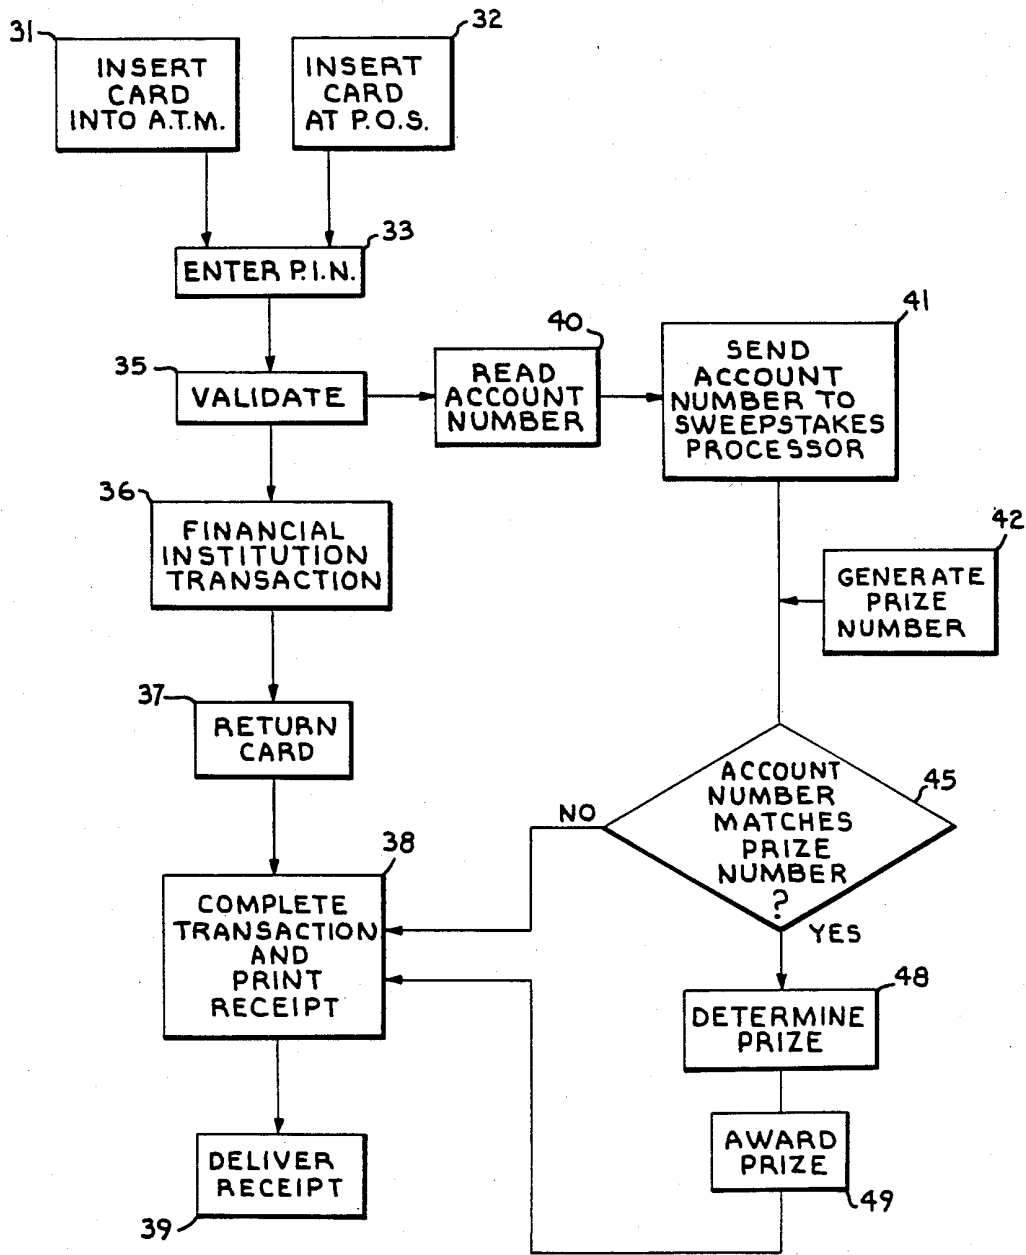 31
INSERT
CARD
INTO A.T.M.
32
INSERT
CARD
AT P.O.S.
33
ENTER P.I.N.
35
VALIDATE
40
READ
ACCOUNT
NUMBER
41
SEND
ACCOUNT
NUMBER TO
SWEEPSTAKES
PROCESSOR
36
FINANCIAL
INSTITUTION
TRANSACTION
42
GENERATE
PRIZE
NUMBER
37
RETURN
CARD
45
ACCOUNT
NUMBER
MATCHES
PRIZE
NUMBER
?
NO
YES
38
COMPLETE
TRANSACTION
AND
PRINT
RECEIPT
48
DETERMINE
PRIZE
AWARD
PRIZE
49
DELIVER
RECEIPT
39